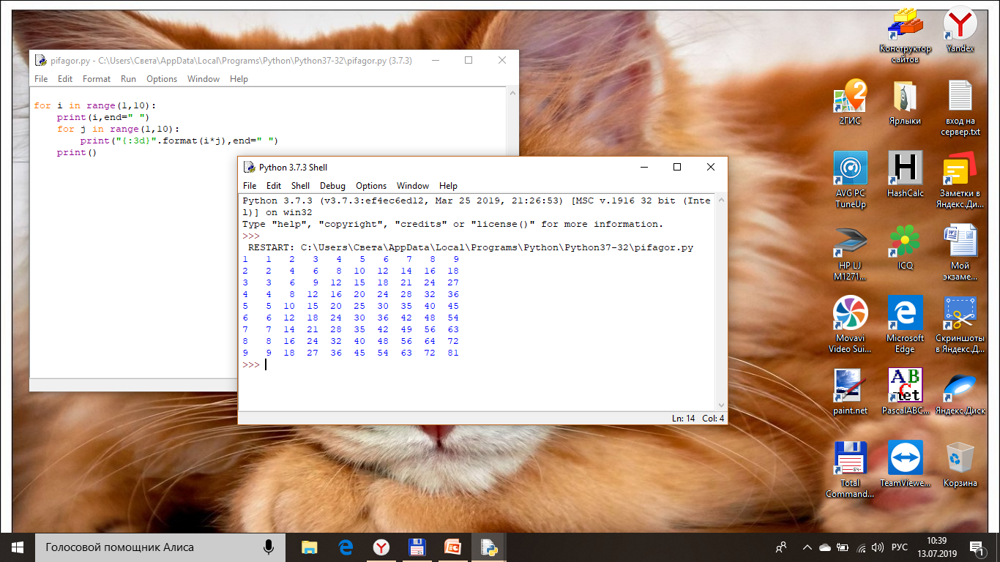 pifagor.py - C:\Users\Света\AppData\Local\Programs\Python\Python37-32\pifagor.py (3.7.3)
File Edit Format Run Options Window Help
for i in range(1,10):
    print(i,end=" ")
    for j in range(1,10):
        print("{:3d}".format(i*j),end=" ")
    print()
Python 3.7.3 Shell
File Edit Shell Debug Options Window Help
Python 3.7.3 (v3.7.3:ef4ec6ed12, Mar 25 2019, 21:26:53) [MSC v.1916 32 bit (Inte
l)] on win32
Type "help", "copyright", "credits" or "license()" for more information.
>>>
 RESTART: C:\Users\Света\AppData\Local\Programs\Python\Python37-32\pifagor.py
1   1   2   3   4   5   6   7   8   9
2   2   4   6   8  10  12  14  16  18
3   3   6   9  12  15  18  21  24  27
4   4   8  12  16  20  24  28  32  36
5   5  10  15  20  25  30  35  40  45
6   6  12  18  24  30  36  42  48  54
7   7  14  21  28  35  42  49  56  63
8   8  16  24  32  40  48  56  64  72
9   9  18  27  36  45  54  63  72  81
>>>
Ln: 14 Col: 4
Конструктор
сайтов
Yandex
2
2ГИС
Ярлыки
вход на
сервер.txt
AVG PC
TuneUp
H
HashCalc
Заметки в
Яндекс.Ди...
HP LJ
M1271...
ICQ
Мой
экзаме...
Movavi
Video Sui...
Microsoft
Edge
Скриншоты
в Яндекс.Д...
paint.net
ABC
net
PascalABC...
Яндекс.Диск
Total
Command...
TeamViewe...
Корзина
Голосовой помощник Алиса
РУС
10:39
13.07.2019
1